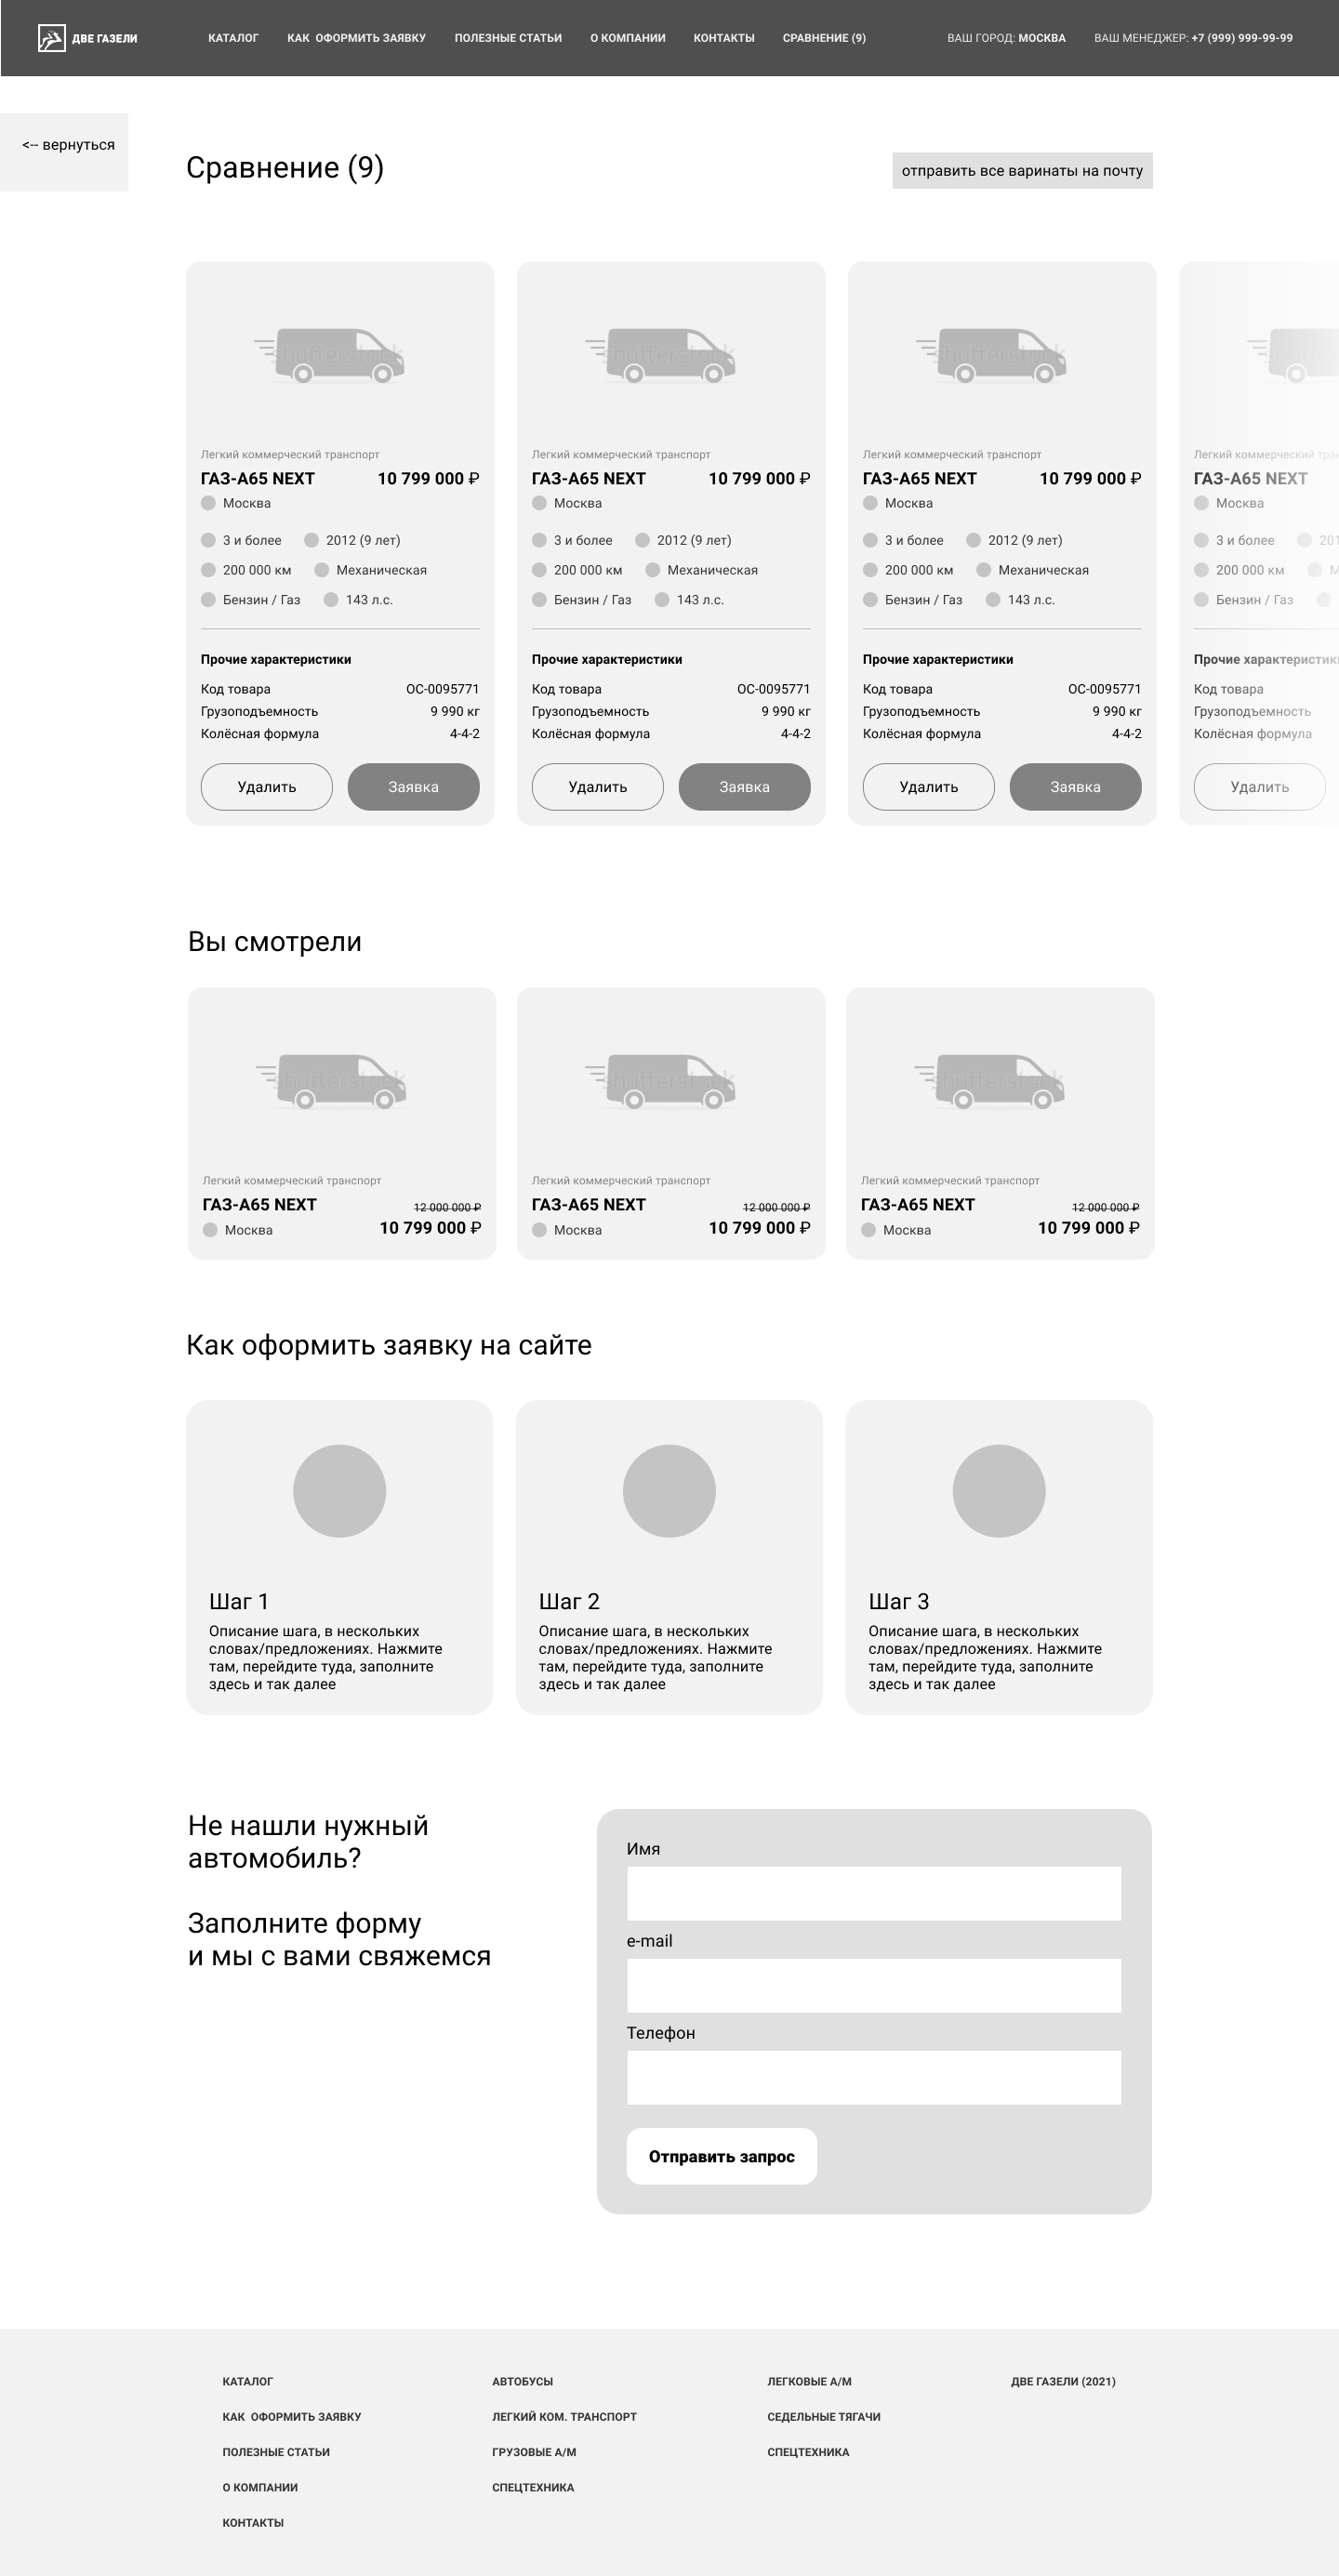 ДВЕ ГАЗЕЛИ
КАТАЛОГ КАК ОФОРМИТЬ ЗАЯВКУ ПОЛЕЗНЫЕ СТАТЬИ О КОМПАНИИ КОНТАКТЫ СРАВНЕНИЕ (9) ВАШ ГОРОД: МОСКВА ВАШ МЕНЕДЖЕР: +7 (999) 999-99-99
<-- вернуться
Сравнение (9)
отправить все варинаты на почту
shutterstock
Легкий коммерческий транспорт
ГАЗ-А65 NEXT 10 799 000 ₽
Москва
3 и более 2012 (9 лет)
200 000 км Механическая
Бензин / Газ 143 л.с.
Прочие характеристики
Код товара ОС-0095771
Грузоподъемность 9 990 кг
Колёсная формула 4-4-2
Удалить Заявка
shutterstock
Легкий коммерческий транспорт
ГАЗ-А65 NEXT 10 799 000 ₽
Москва
3 и более 2012 (9 лет)
200 000 км Механическая
Бензин / Газ 143 л.с.
Прочие характеристики
Код товара ОС-0095771
Грузоподъемность 9 990 кг
Колёсная формула 4-4-2
Удалить Заявка
shutterstock
Легкий коммерческий транспорт
ГАЗ-А65 NEXT 10 799 000 ₽
Москва
3 и более 2012 (9 лет)
200 000 км Механическая
Бензин / Газ 143 л.с.
Прочие характеристики
Код товара ОС-0095771
Грузоподъемность 9 990 кг
Колёсная формула 4-4-2
Удалить Заявка
Легкий коммерческий
ГАЗ-А65 NEXT
Москва
3 и более
200 000 км
Бензин / Газ
Прочие характеристики
Код товара
Грузоподъемность
Колёсная формула
Удалить
Вы смотрели
shutterstock
Легкий коммерческий транспорт
ГАЗ-А65 NEXT 12 000 000 ₽
Москва 10 799 000 ₽
shutterstock
Легкий коммерческий транспорт
ГАЗ-А65 NEXT 12 000 000 ₽
Москва 10 799 000 ₽
shutterstock
Легкий коммерческий транспорт
ГАЗ-А65 NEXT 12 000 000 ₽
Москва 10 799 000 ₽
Как оформить заявку на сайте
Шаг 1
Описание шага, в нескольких
словах/предложениях. Нажмите
там, перейдите туда, заполните
здесь и так далее
Шаг 2
Описание шага, в нескольких
словах/предложениях. Нажмите
там, перейдите туда, заполните
здесь и так далее
Шаг 3
Описание шага, в нескольких
словах/предложениях. Нажмите
там, перейдите туда, заполните
здесь и так далее
Не нашли нужный
автомобиль?
Заполните форму
и мы с вами свяжемся
Имя
e-mail
Телефон
Отправить запрос
КАТАЛОГ
КАК ОФОРМИТЬ ЗАЯВКУ
ПОЛЕЗНЫЕ СТАТЬИ
О КОМПАНИИ
КОНТАКТЫ
АВТОБУСЫ
ЛЕГКИЙ КОМ. ТРАНСПОРТ
ГРУЗОВЫЕ А/М
СПЕЦТЕХНИКА
ЛЕГКОВЫЕ А/М
СЕДЕЛЬНЫЕ ТЯГАЧИ
СПЕЦТЕХНИКА
ДВЕ ГАЗЕЛИ (2021)